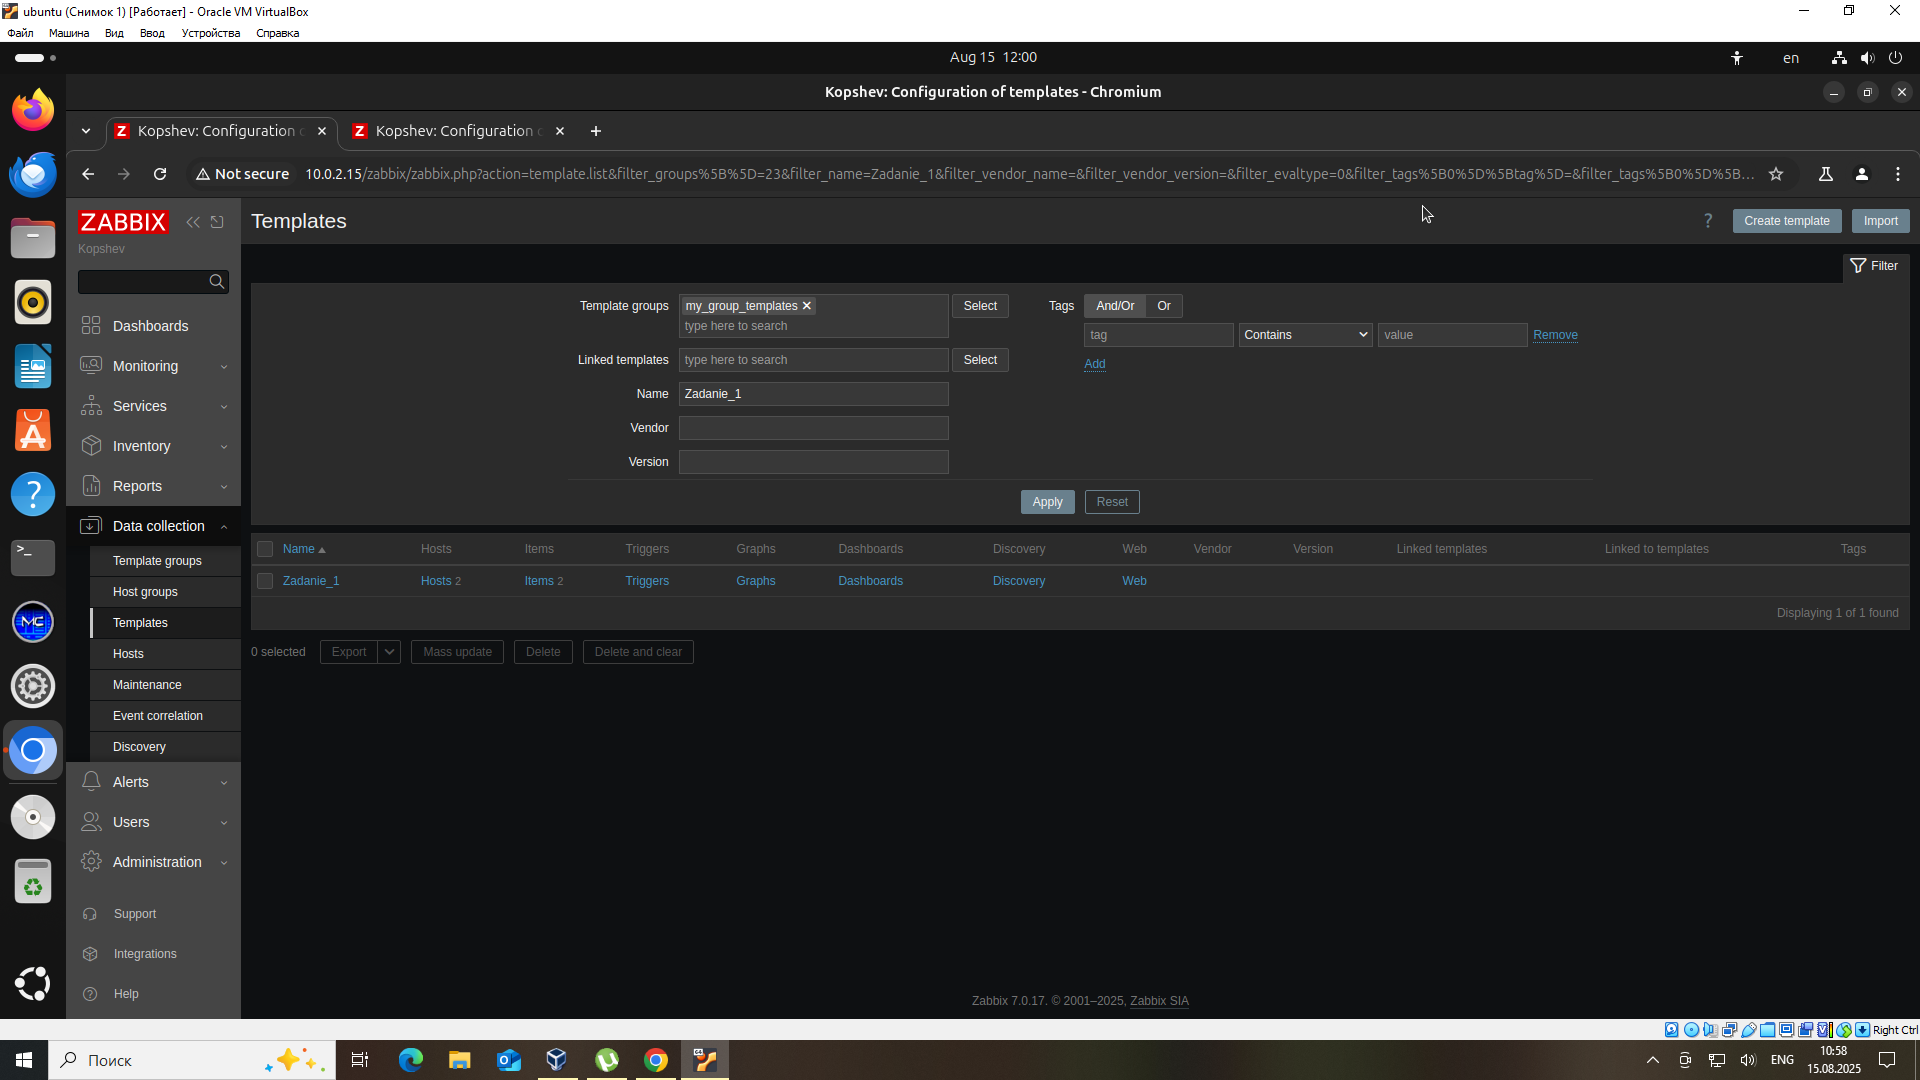 ubuntu (Снимок 1) [Работает] - Oracle VM VirtualBox
Файл Машина Вид Ввод Устройства Справка
Aug 15 12:00
en
Kopshev: Configuration of templates - Chromium
Z Kopshev: Configuration o
Z Kopshev: Configuration o
Not secure 10.0.2.15/zabbix/zabbix.php?action=template.list&filter_groups%5B%5D=23&filter_name=Zadanie_1&filter_vendor_name=&filter_vendor_version=&filter_evaltype=0&filter_tags%5B0%5D%5Btag%5D=&filter_tags%5B0%5D%5B...
ZABBIX
Kopshev
Templates
? Create template Import
Filter
Template groups my_group_templates
type here to search
Select
Tags And/Or Or
tag Contains value Remove
Add
Linked templates type here to search Select
Name Zadanie_1
Vendor
Version
Apply Reset
Dashboards
Monitoring
Services
Inventory
Reports
Data collection
Template groups
Host groups
Templates
Hosts
Maintenance
Event correlation
Discovery
Alerts
Users
Administration
Support
Integrations
Help
Name Hosts Items Triggers Graphs Dashboards Discovery Web Vendor Version Linked templates Linked to templates Tags
Zadanie_1 Hosts 2 Items 2 Triggers Graphs Dashboards Discovery Web
Displaying 1 of 1 found
0 selected Export Mass update Delete Delete and clear
Zabbix 7.0.17. © 2001–2025, Zabbix SIA
Right Ctrl
Поиск
ENG
10:58
15.08.2025